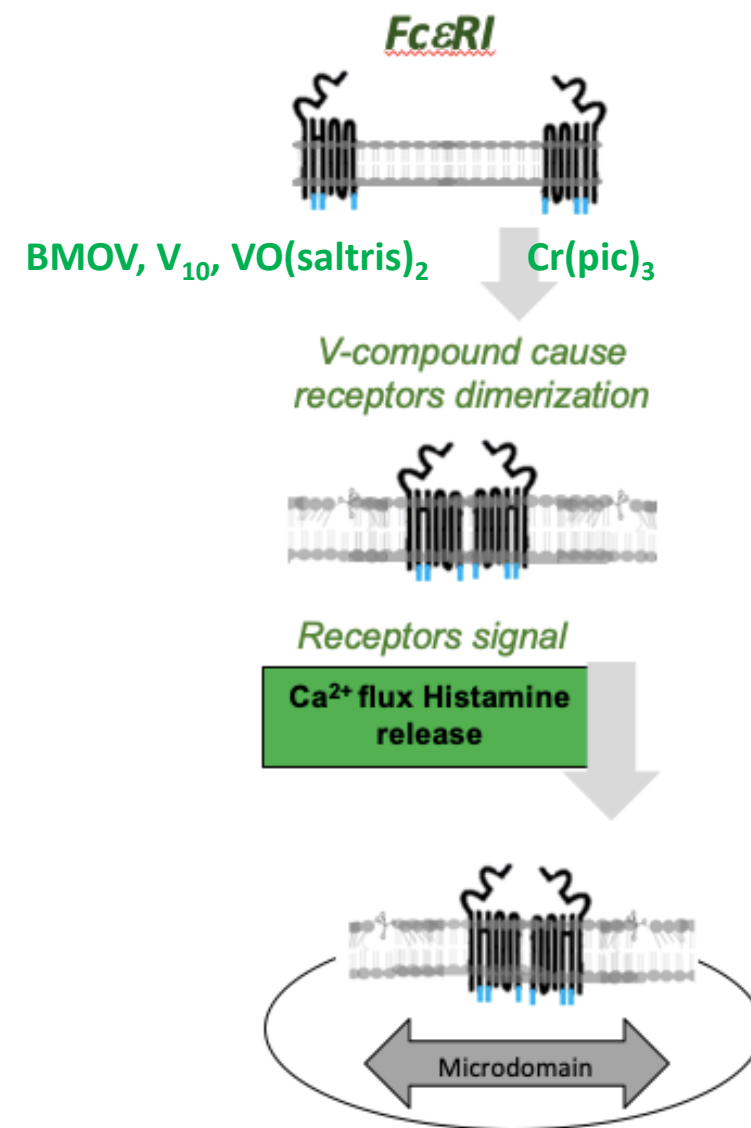 FcεRI
BMOV, V₁₀, VO(saltris)₂ Cr(pic)₃
V-compound cause
receptors dimerization
Receptors signal
Ca²⁺ flux Histamine
release
Microdomain